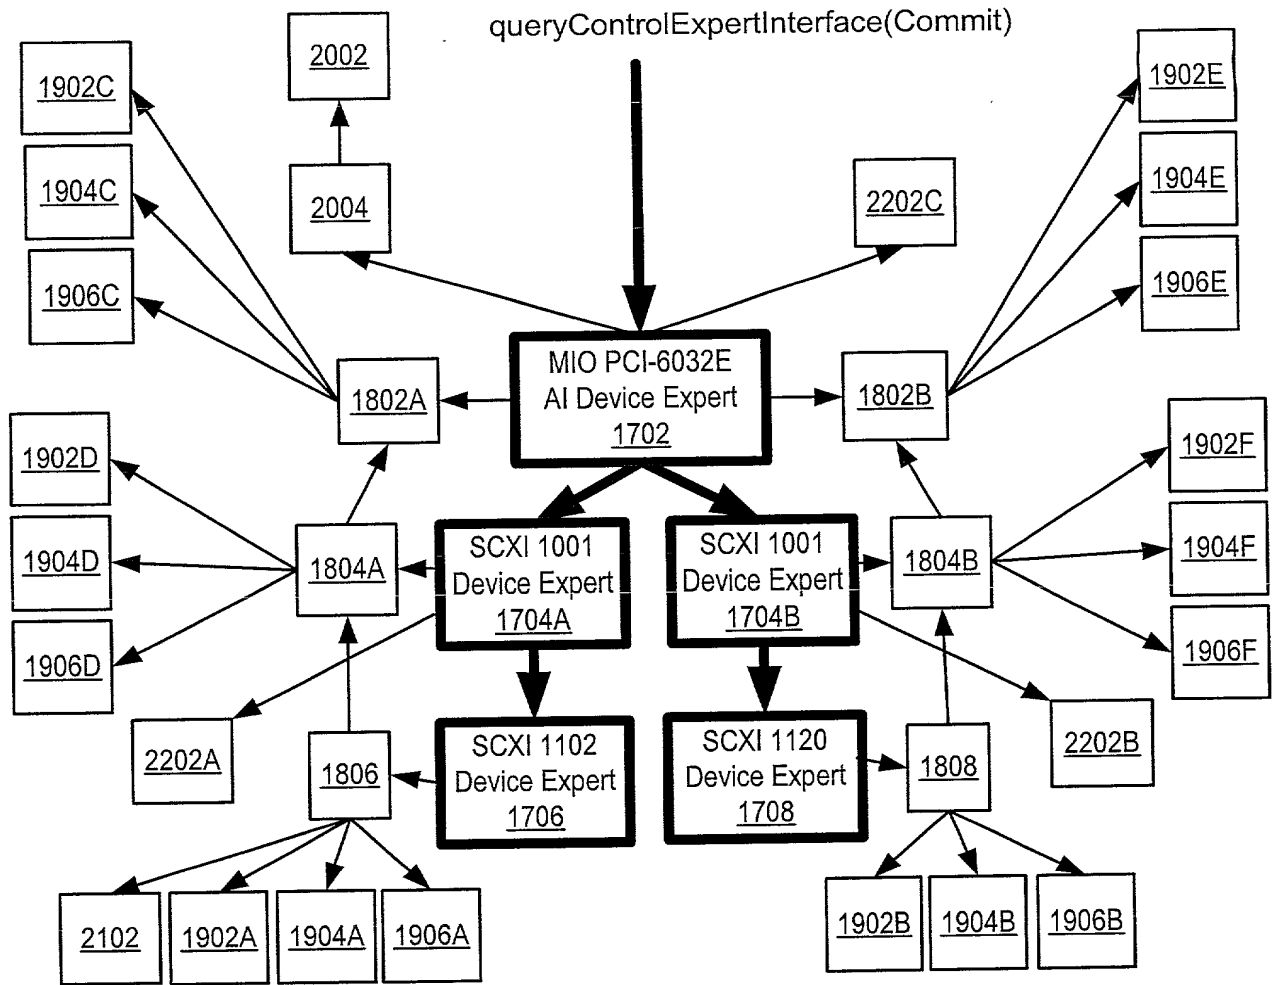 queryControlExpertInterface(Commit)
1902C
2002
1902E
1904C
2004
2202C
1904E
1906C
1906E
MIO PCI-6032E
AI Device Expert
1702
1802A
1802B
1902D
1902F
1904D
1804A
SCXI 1001
Device Expert
1704A
SCXI 1001
Device Expert
1704B
1804B
1904F
1906D
1906F
2202A
1806
SCXI 1102
Device Expert
1706
SCXI 1120
Device Expert
1708
1808
2202B
2102
1902A
1904A
1906A
1902B
1904B
1906B